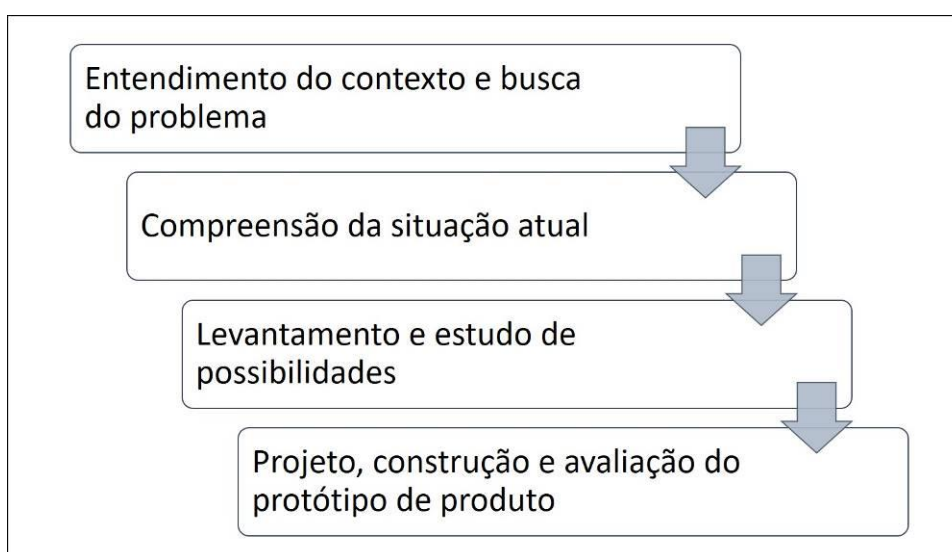 Entendimento do contexto e busca
do problema
Compreensão da situação atual
Levantamento e estudo de
possibilidades
Projeto, construção e avaliação do
protótipo de produto